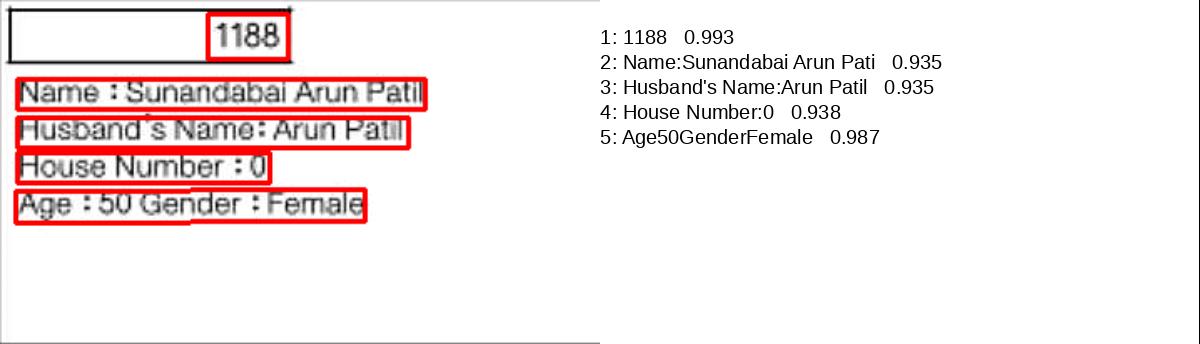 1188
Name : Sunandabai Arun Patil
Husband's Name: Arun Patil
House Number : 0
Age : 50 Gender : Female
1: 1188 0.993
2: Name:Sunandabai Arun Pati 0.935
3: Husband's Name:Arun Patil 0.935
4: House Number:0 0.938
5: Age50GenderFemale 0.987